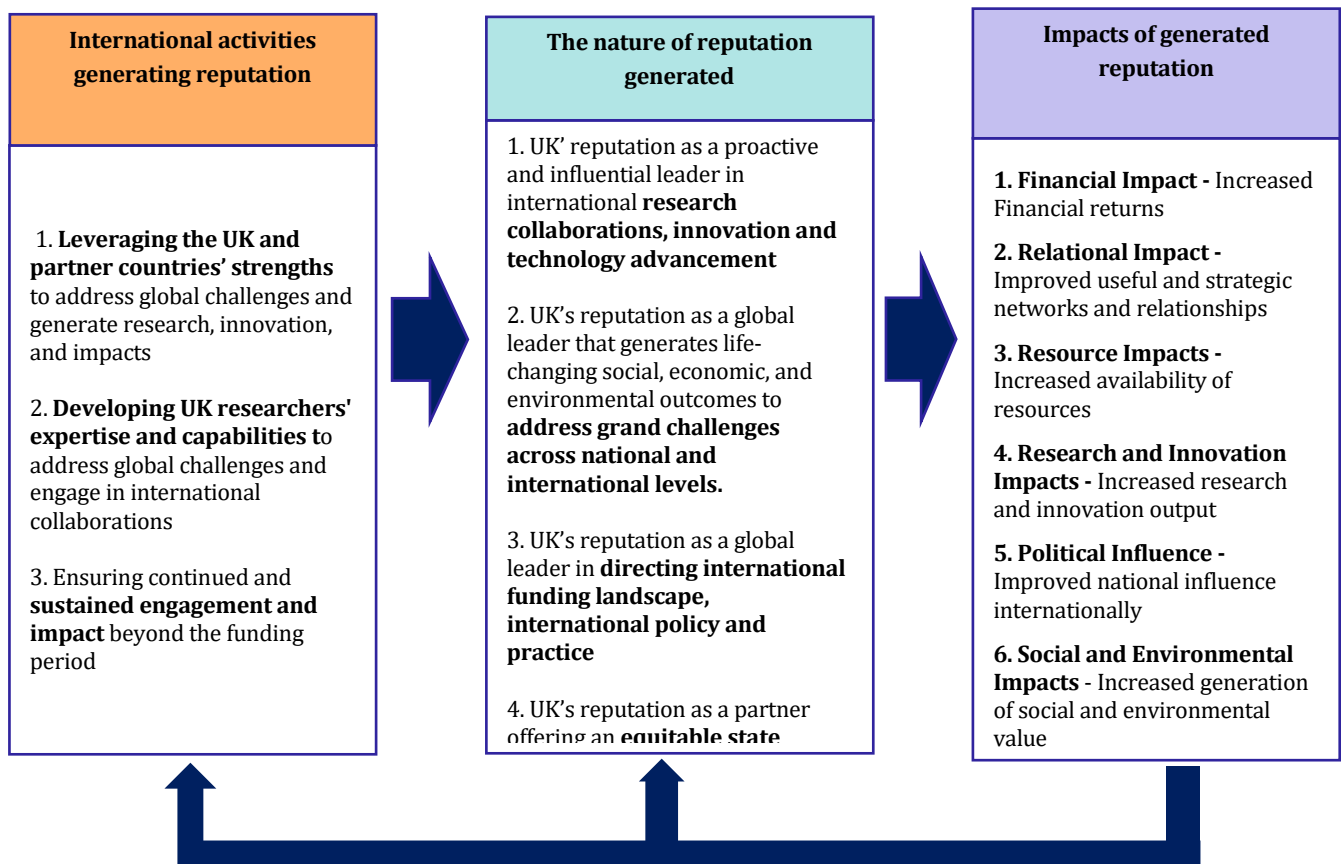 International activities
generating reputation
1. Leveraging the UK and
partner countries’ strengths
to address global challenges and
generate research, innovation,
and impacts
2. Developing UK researchers'
expertise and capabilities to
address global challenges and
engage in international
collaborations
3. Ensuring continued and
sustained engagement and
impact beyond the funding
period
The nature of reputation
generated
1. UK’ reputation as a proactive
and influential leader in
international research
collaborations, innovation and
technology advancement
2. UK’s reputation as a global
leader that generates life-
changing social, economic, and
environmental outcomes to
address grand challenges
across national and
international levels.
3. UK’s reputation as a global
leader in directing international
funding landscape,
international policy and
practice
4. UK’s reputation as a partner
offering an equitable state
Impacts of generated
reputation
1. Financial Impact - Increased
Financial returns
2. Relational Impact -
Improved useful and strategic
networks and relationships
3. Resource Impacts -
Increased availability of
resources
4. Research and Innovation
Impacts - Increased research
and innovation output
5. Political Influence -
Improved national influence
internationally
6. Social and Environmental
Impacts - Increased generation
of social and environmental
value